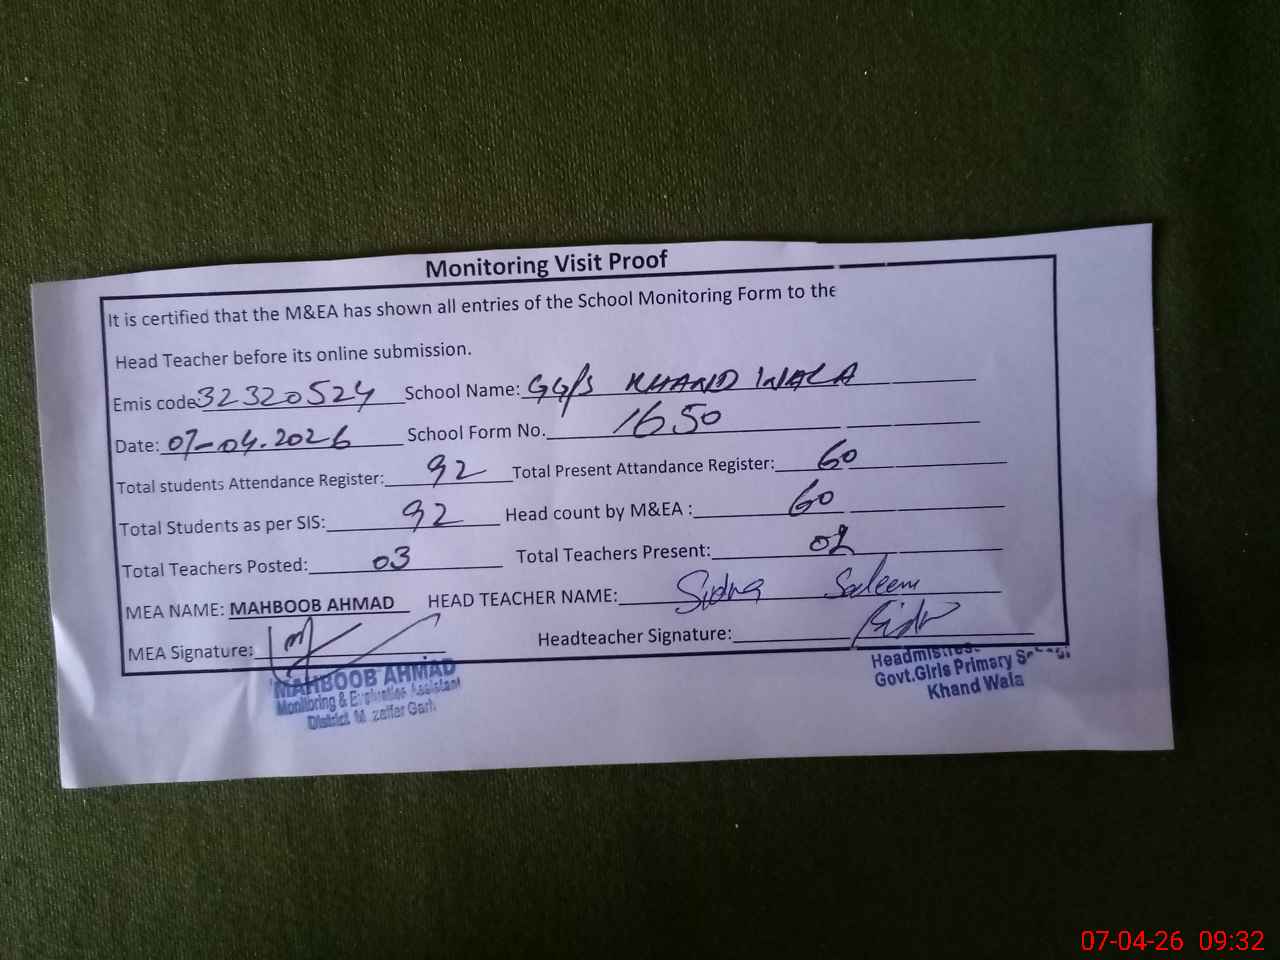 Monitoring Visit Proof
It is certified that the M&EA has shown all entries of the School Monitoring Form to the
Head Teacher before its online submission.
Emis code 32320524 School Name: GG/S KHAND WALA
Date: 07-04.2026 School Form No. 1650
Total students Attendance Register: 92 Total Present Attandance Register: 60
Total Students as per SIS: 92 Head count by M&EA : 60
Total Teachers Posted: 03 Total Teachers Present: 02
MEA NAME: MAHBOOB AHMAD HEAD TEACHER NAME: Sidra Saleem
MEA Signature: Headteacher Signature: Sidra
MAHBOOB AHMAD
Monitoring & Evaluation Assistant
District M zaffar Garh
Headmistress
Govt.Girls Primary School
Khand Wala
07-04-26 09:32